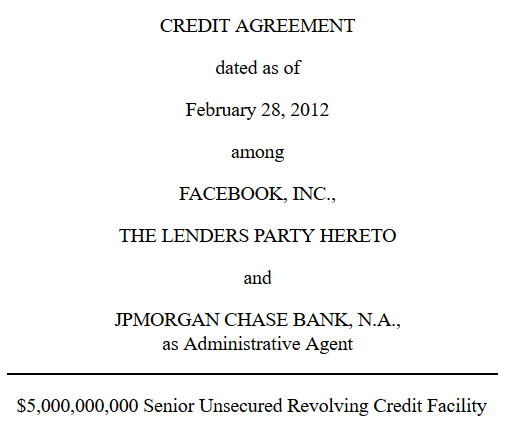 CREDIT AGREEMENT
dated as of
February 28, 2012
among
FACEBOOK, INC.,
THE LENDERS PARTY HERETO
and
JPMORGAN CHASE BANK, N.A.,
as Administrative Agent
$5,000,000,000 Senior Unsecured Revolving Credit Facility